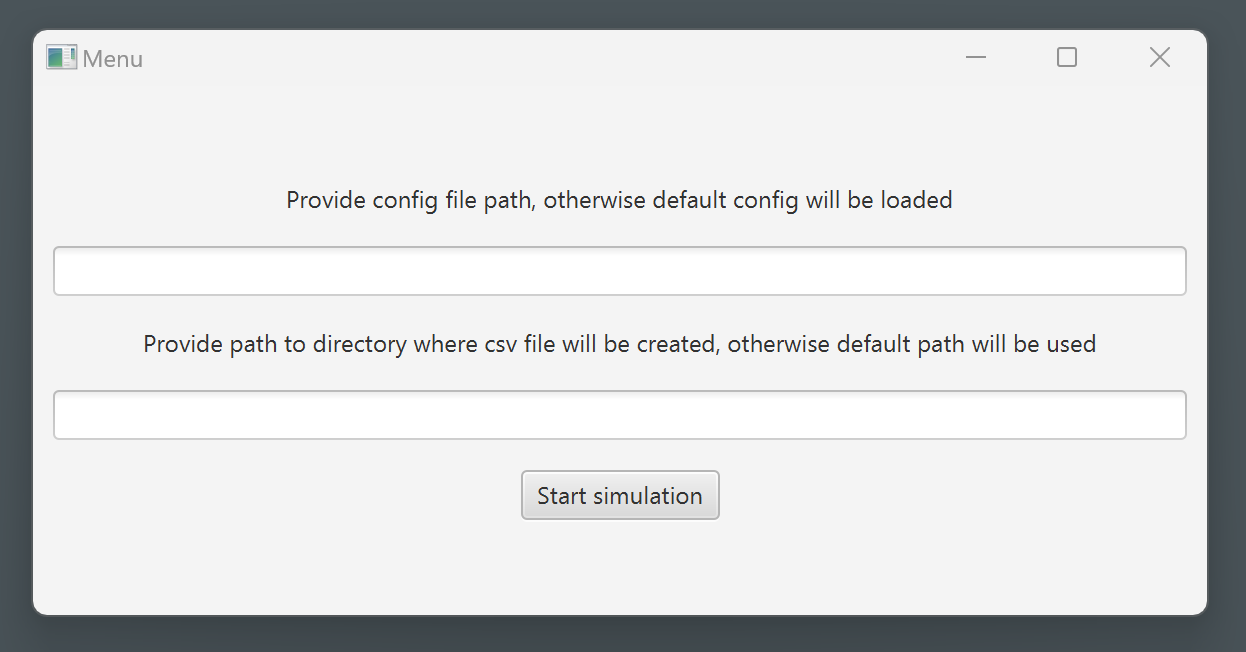 Menu
Provide config file path, otherwise default config will be loaded
Provide path to directory where csv file will be created, otherwise default path will be used
Start simulation